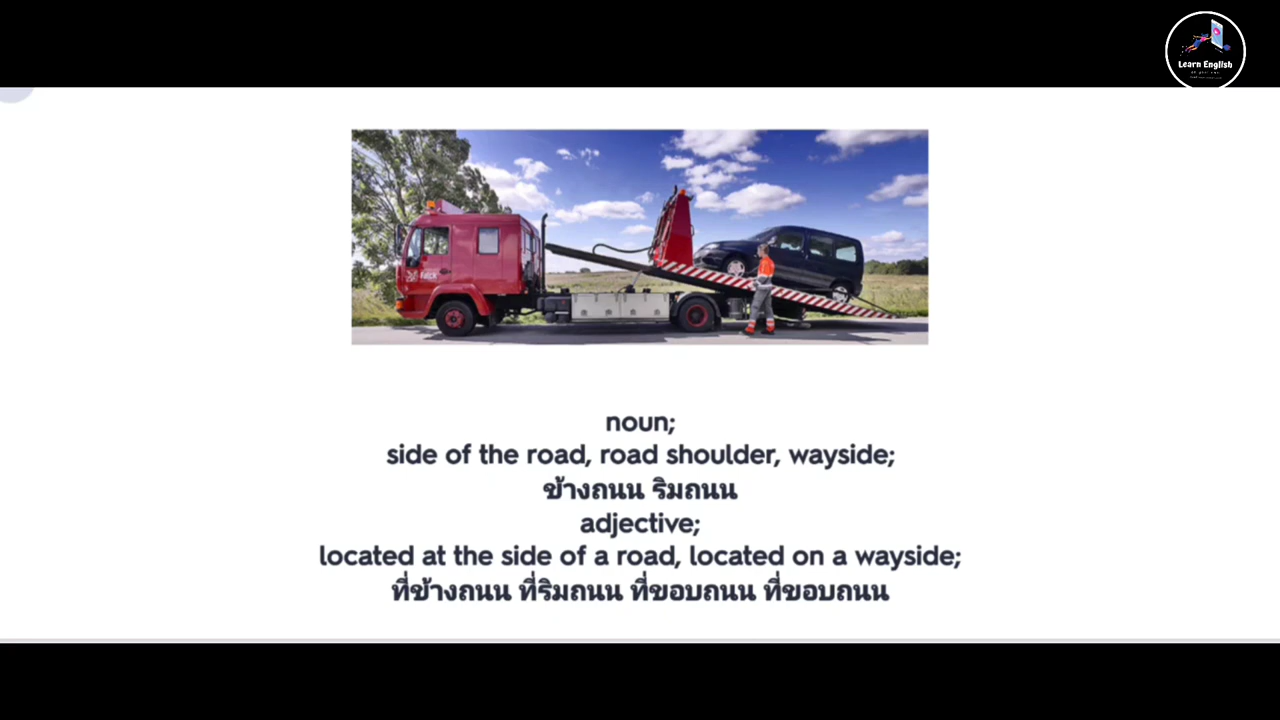 Learn English
Falck
noun;
side of the road, road shoulder, wayside;
ข้างถนน ริมถนน
adjective;
located at the side of a road, located on a wayside;
ที่ข้างถนน ที่ริมถนน ที่ขอบถนน ที่ขอบถนน